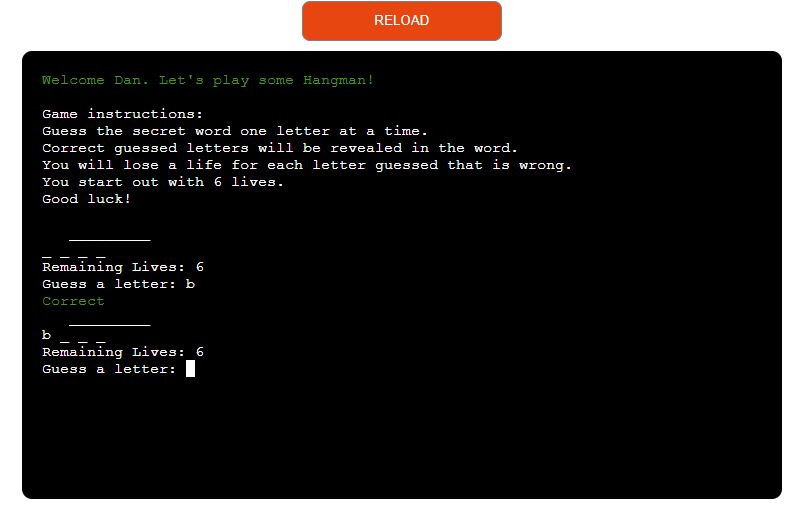 RELOAD
Welcome Dan. Let's play some Hangman!
Game instructions:
Guess the secret word one letter at a time.
Correct guessed letters will be revealed in the word.
You will lose a life for each letter guessed that is wrong.
You start out with 6 lives.
Good luck!
_________
_ _ _ _
Remaining Lives: 6
Guess a letter: b
Correct
_________
b _ _ _
Remaining Lives: 6
Guess a letter: